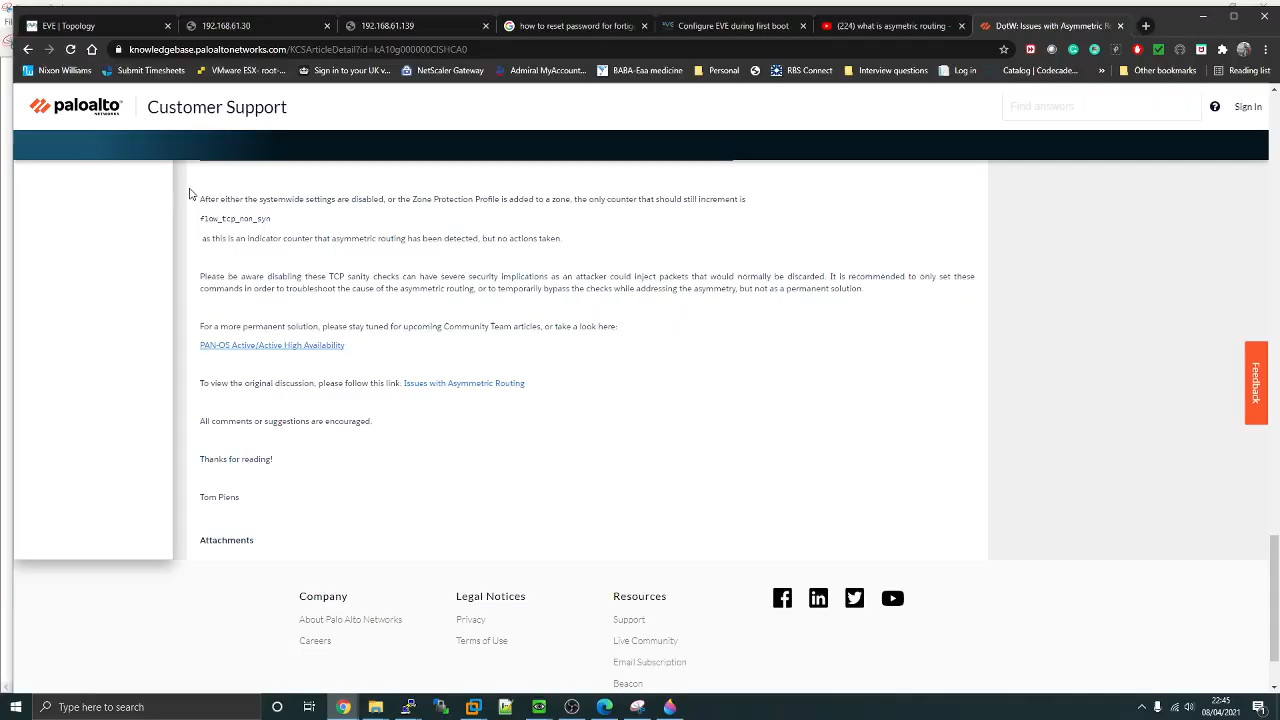 EVE | Topology
192.168.61.30
192.168.61.139
how to reset password for fortig
Configure EVE during first boot
(224) what is asymetric routing -
DotW: Issues with Asymetric Ro
knowledgebase.paloaltonetworks.com/KCSArticleDetail?id=kA10g000000ClSHCA0
Nixon Williams
Submit Timesheets
VMware ESX- root-...
Sign in to your UK v...
NetScaler Gateway
Admiral MyAccount...
BABA-Eaa medicine
Personal
RBS Connect
Interview questions
Log in
Catalog | Codecade...
Other bookmarks
Reading list
paloalto
NETWORKS
Customer Support
Find answers
Sign In
After either the systemwide settings are disabled, or the Zone Protection Profile is added to a zone, the only counter that should still increment is
flow_tcp_non_syn
as this is an indicator counter that asymmetric routing has been detected, but no actions taken.
Please be aware disabling these TCP sanity checks can have severe security implications as an attacker could inject packets that would normally be discarded. It is recommended to only set these
commands in order to troubleshoot the cause of the asymmetric routing, or to temporarily bypass the checks while addressing the asymmetry, but not as a permanent solution.
For a more permanent solution, please stay tuned for upcoming Community Team articles, or take a look here:
PAN-OS Active/Active High Availability
To view the original discussion, please follow this link: Issues with Asymmetric Routing
All comments or suggestions are encouraged.
Thanks for reading!
Tom Piens
Attachments
Feedback
Company
About Palo Alto Networks
Careers
Legal Notices
Privacy
Terms of Use
Resources
Support
Live Community
Email Subscription
Beacon
Type here to search
22:45
08/04/2021